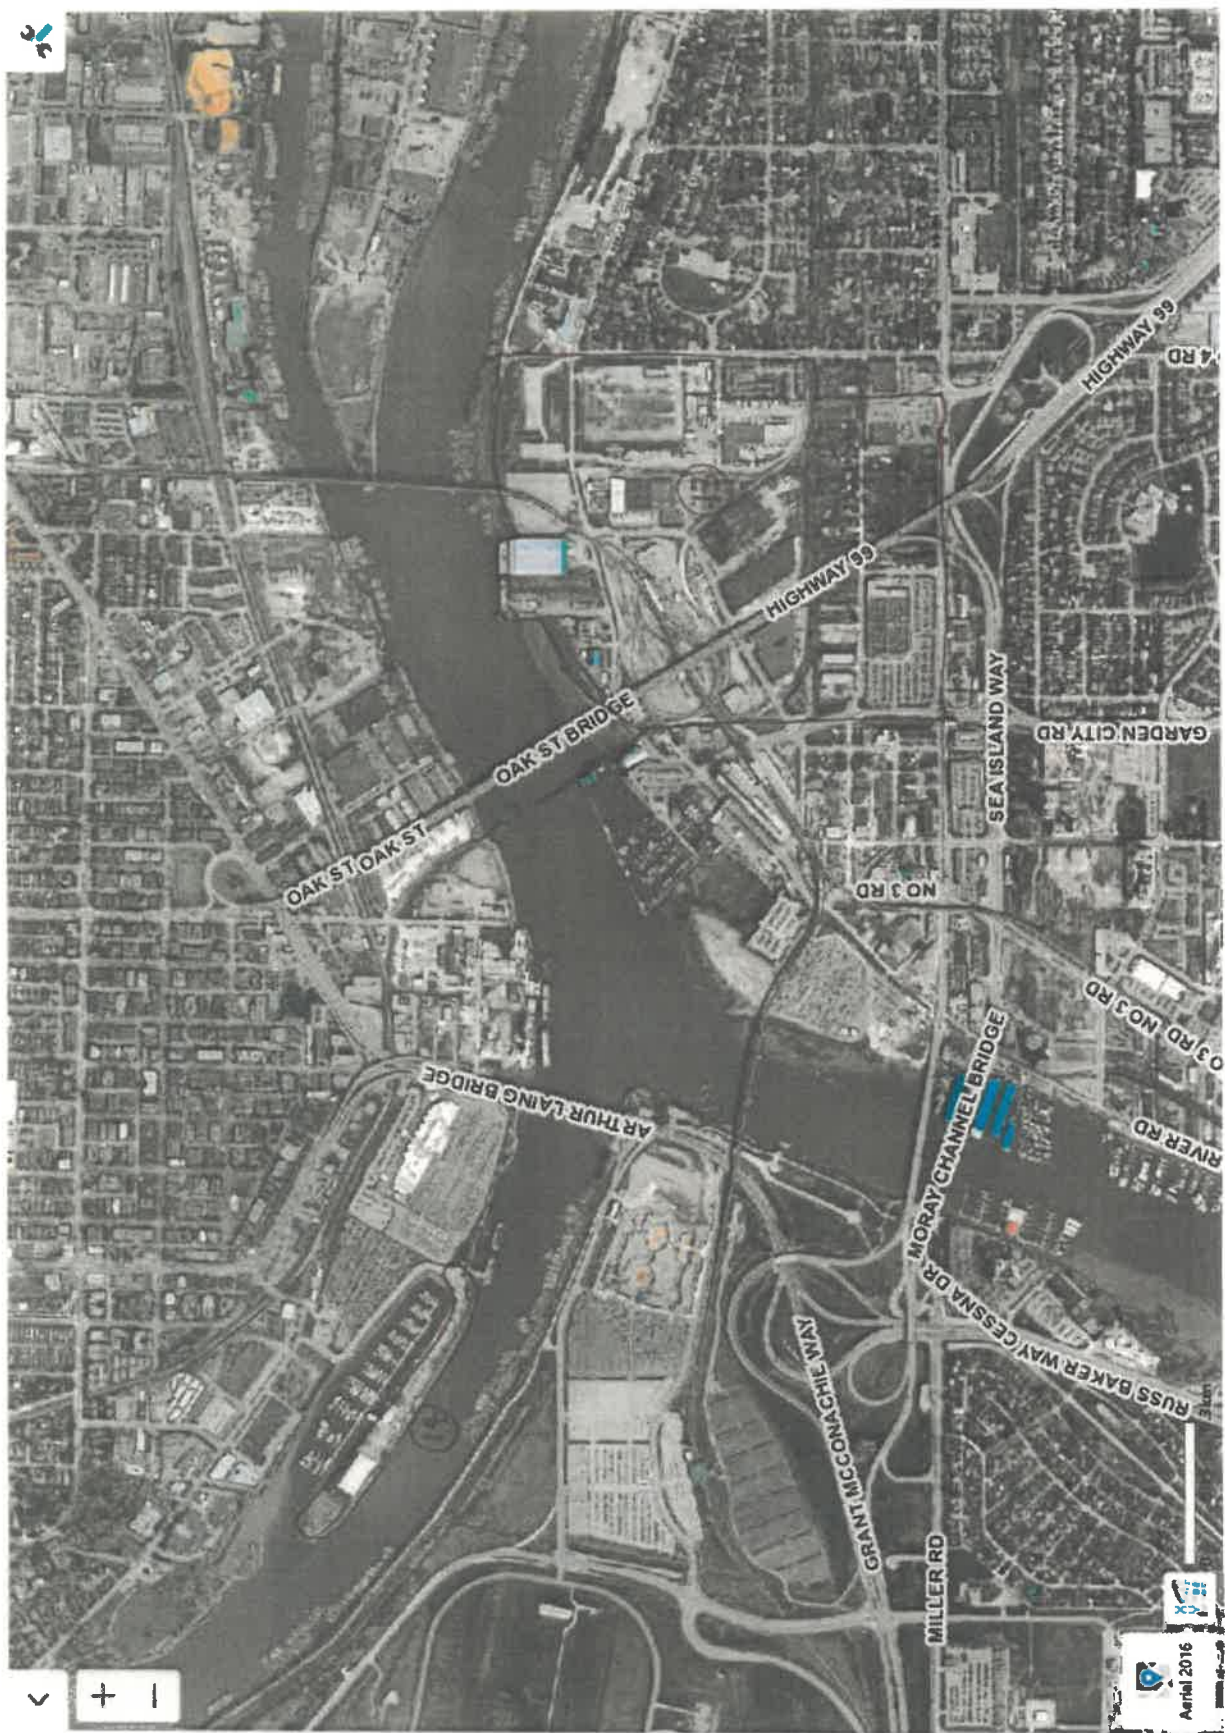 OAK ST OAK ST
OAK ST BRIDGE
HIGHWAY 99
HIGHWAY 99
4 RD
SEA ISLAND WAY
GARDEN CITY RD
NO 3 RD
NO 3 RD
O 3 RD
RIVER RD
ARTHUR LAING BRIDGE
MORAY CHANNEL BRIDGE
CESSNA DR
RUSS BAKER WAY
GRANT MCCONACHIE WAY
MILLER RD
Aerial 2016